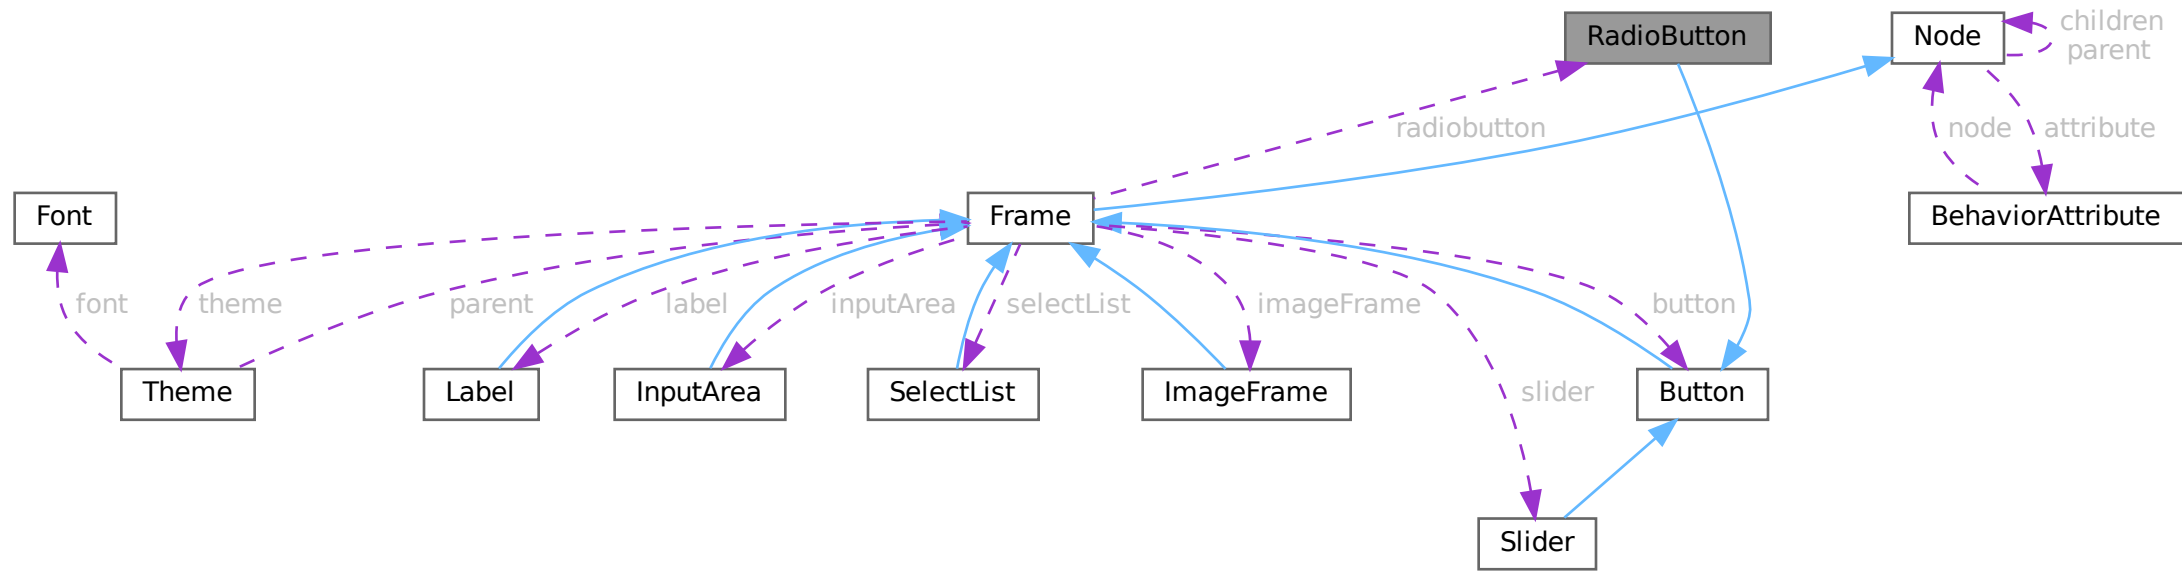 RadioButton
Node
children
parent
radiobutton
node
attribute
Font
Frame
BehaviorAttribute
font
theme
parent
label
inputArea
selectList
imageFrame
button
slider
Theme
Label
InputArea
SelectList
ImageFrame
Button
Slider